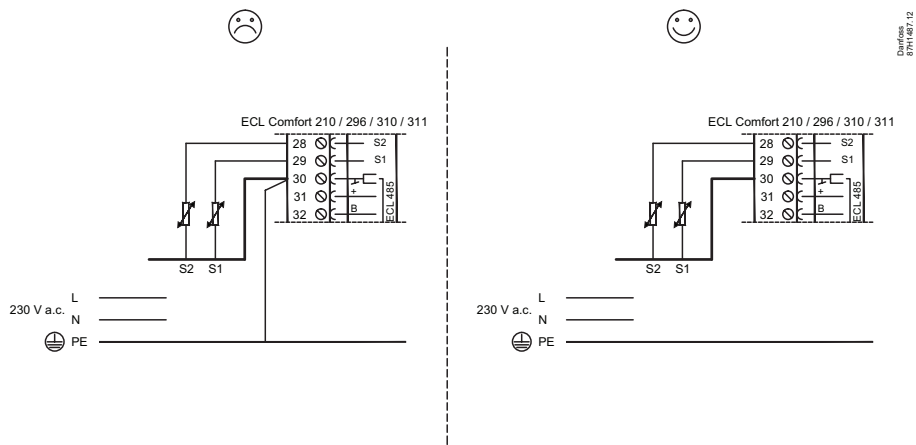 Danfoss
87H1487.12
ECL Comfort 210 / 296 / 310 / 311
28 S2
29 S1
30
31 +
32 B
ECL 485
S2 S1
L
230 V a.c.
N
PE
ECL Comfort 210 / 296 / 310 / 311
28 S2
29 S1
30
31 +
32 B
ECL 485
S2 S1
L
230 V a.c.
N
PE